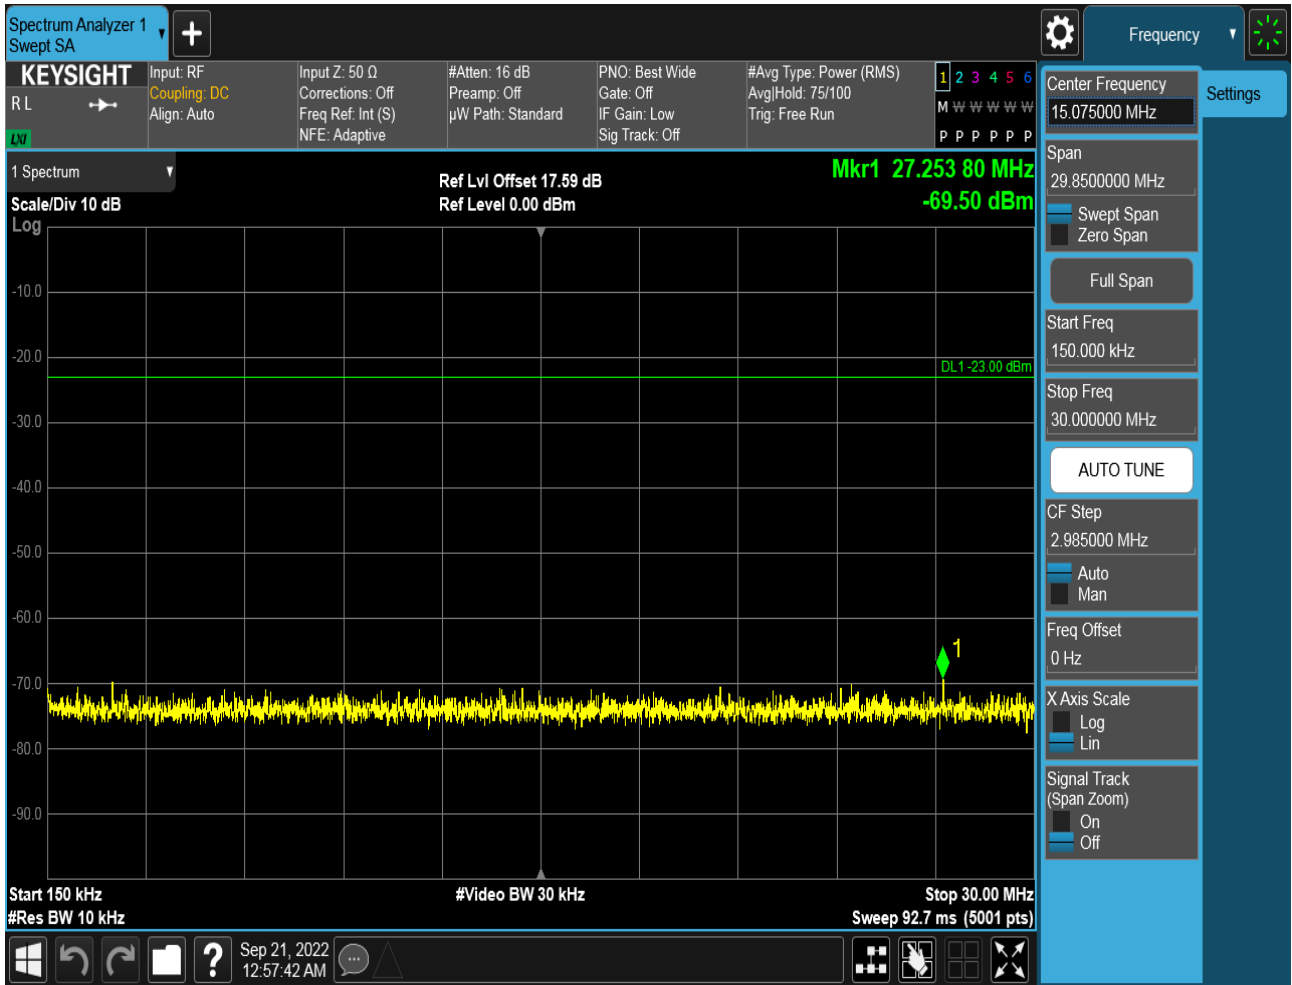 Spectrum Analyzer 1
Swept SA
Frequency
KEYSIGHT
R L
LXI
Input: RF
Coupling: DC
Align: Auto
Input Z: 50 Ω
Corrections: Off
Freq Ref: Int (S)
NFE: Adaptive
#Atten: 16 dB
Preamp: Off
µW Path: Standard
PNO: Best Wide
Gate: Off
IF Gain: Low
Sig Track: Off
#Avg Type: Power (RMS)
Avg|Hold: 75/100
Trig: Free Run
1 2 3 4 5 6
M W W W W W
P P P P P P
1 Spectrum
Scale/Div 10 dB
Log
Ref Lvl Offset 17.59 dB
Ref Level 0.00 dBm
Mkr1 27.253 80 MHz
-69.50 dBm
-10.0
-20.0
DL1 -23.00 dBm
-30.0
-40.0
-50.0
-60.0
1
-70.0
-80.0
-90.0
Start 150 kHz
#Video BW 30 kHz
Stop 30.00 MHz
#Res BW 10 kHz
Sweep 92.7 ms (5001 pts)
?
Sep 21, 2022
12:57:42 AM
Center Frequency
15.075000 MHz
Settings
Span
29.8500000 MHz
Swept Span
Zero Span
Full Span
Start Freq
150.000 kHz
Stop Freq
30.000000 MHz
AUTO TUNE
CF Step
2.985000 MHz
Auto
Man
Freq Offset
0 Hz
X Axis Scale
Log
Lin
Signal Track
(Span Zoom)
On
Off